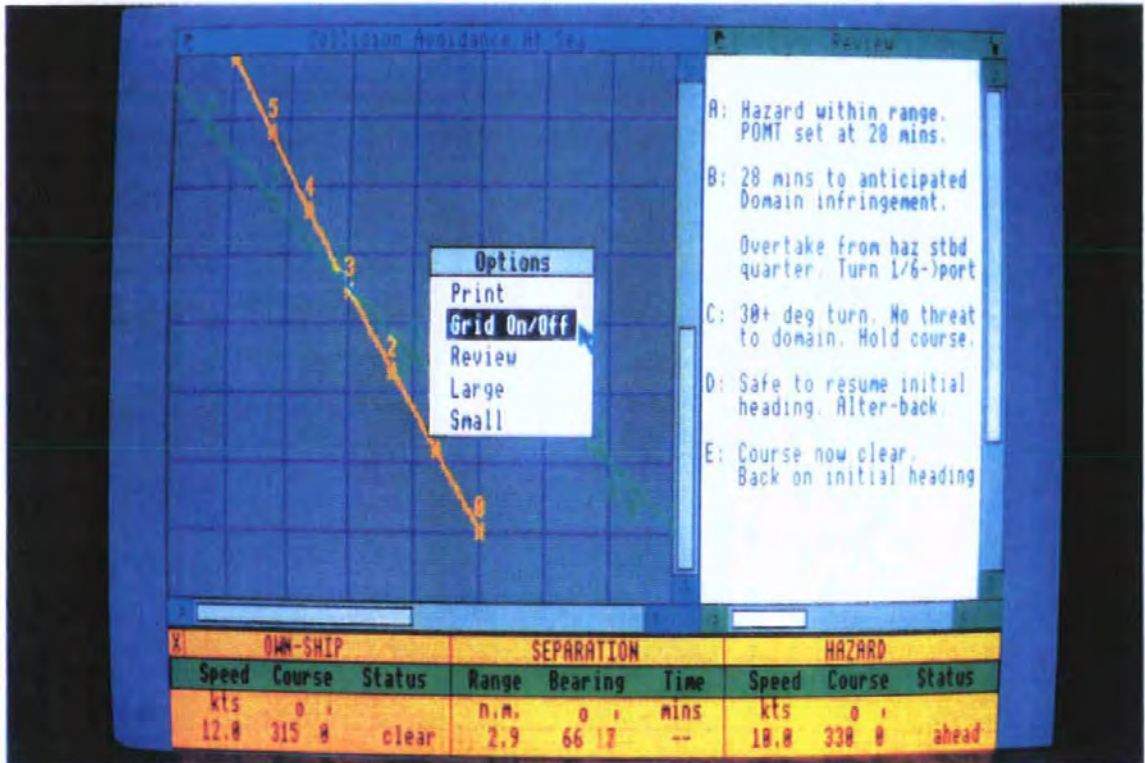 Collision Avoidance At Sea
Review
5
4
3
2
0
Options
Print
Grid On/Off
Review
Large
Small
A: Hazard within range.
POMT set at 28 mins.
B: 28 mins to anticipated
Domain infringement.
Overtake from haz stbd
quarter. Turn 1/6->port
C: 30+ deg turn. No threat
to domain. Hold course.
D: Safe to resume initial
heading. Alter-back.
E: Course now clear.
Back on initial heading
X OWN-SHIP SEPARATION HAZARD
Speed Course Status Range Bearing Time Speed Course Status
kts o ' n.m. o ' mins kts o '
12.0 315 0 clear 2.9 66 17 -- 10.0 330 0 ahead